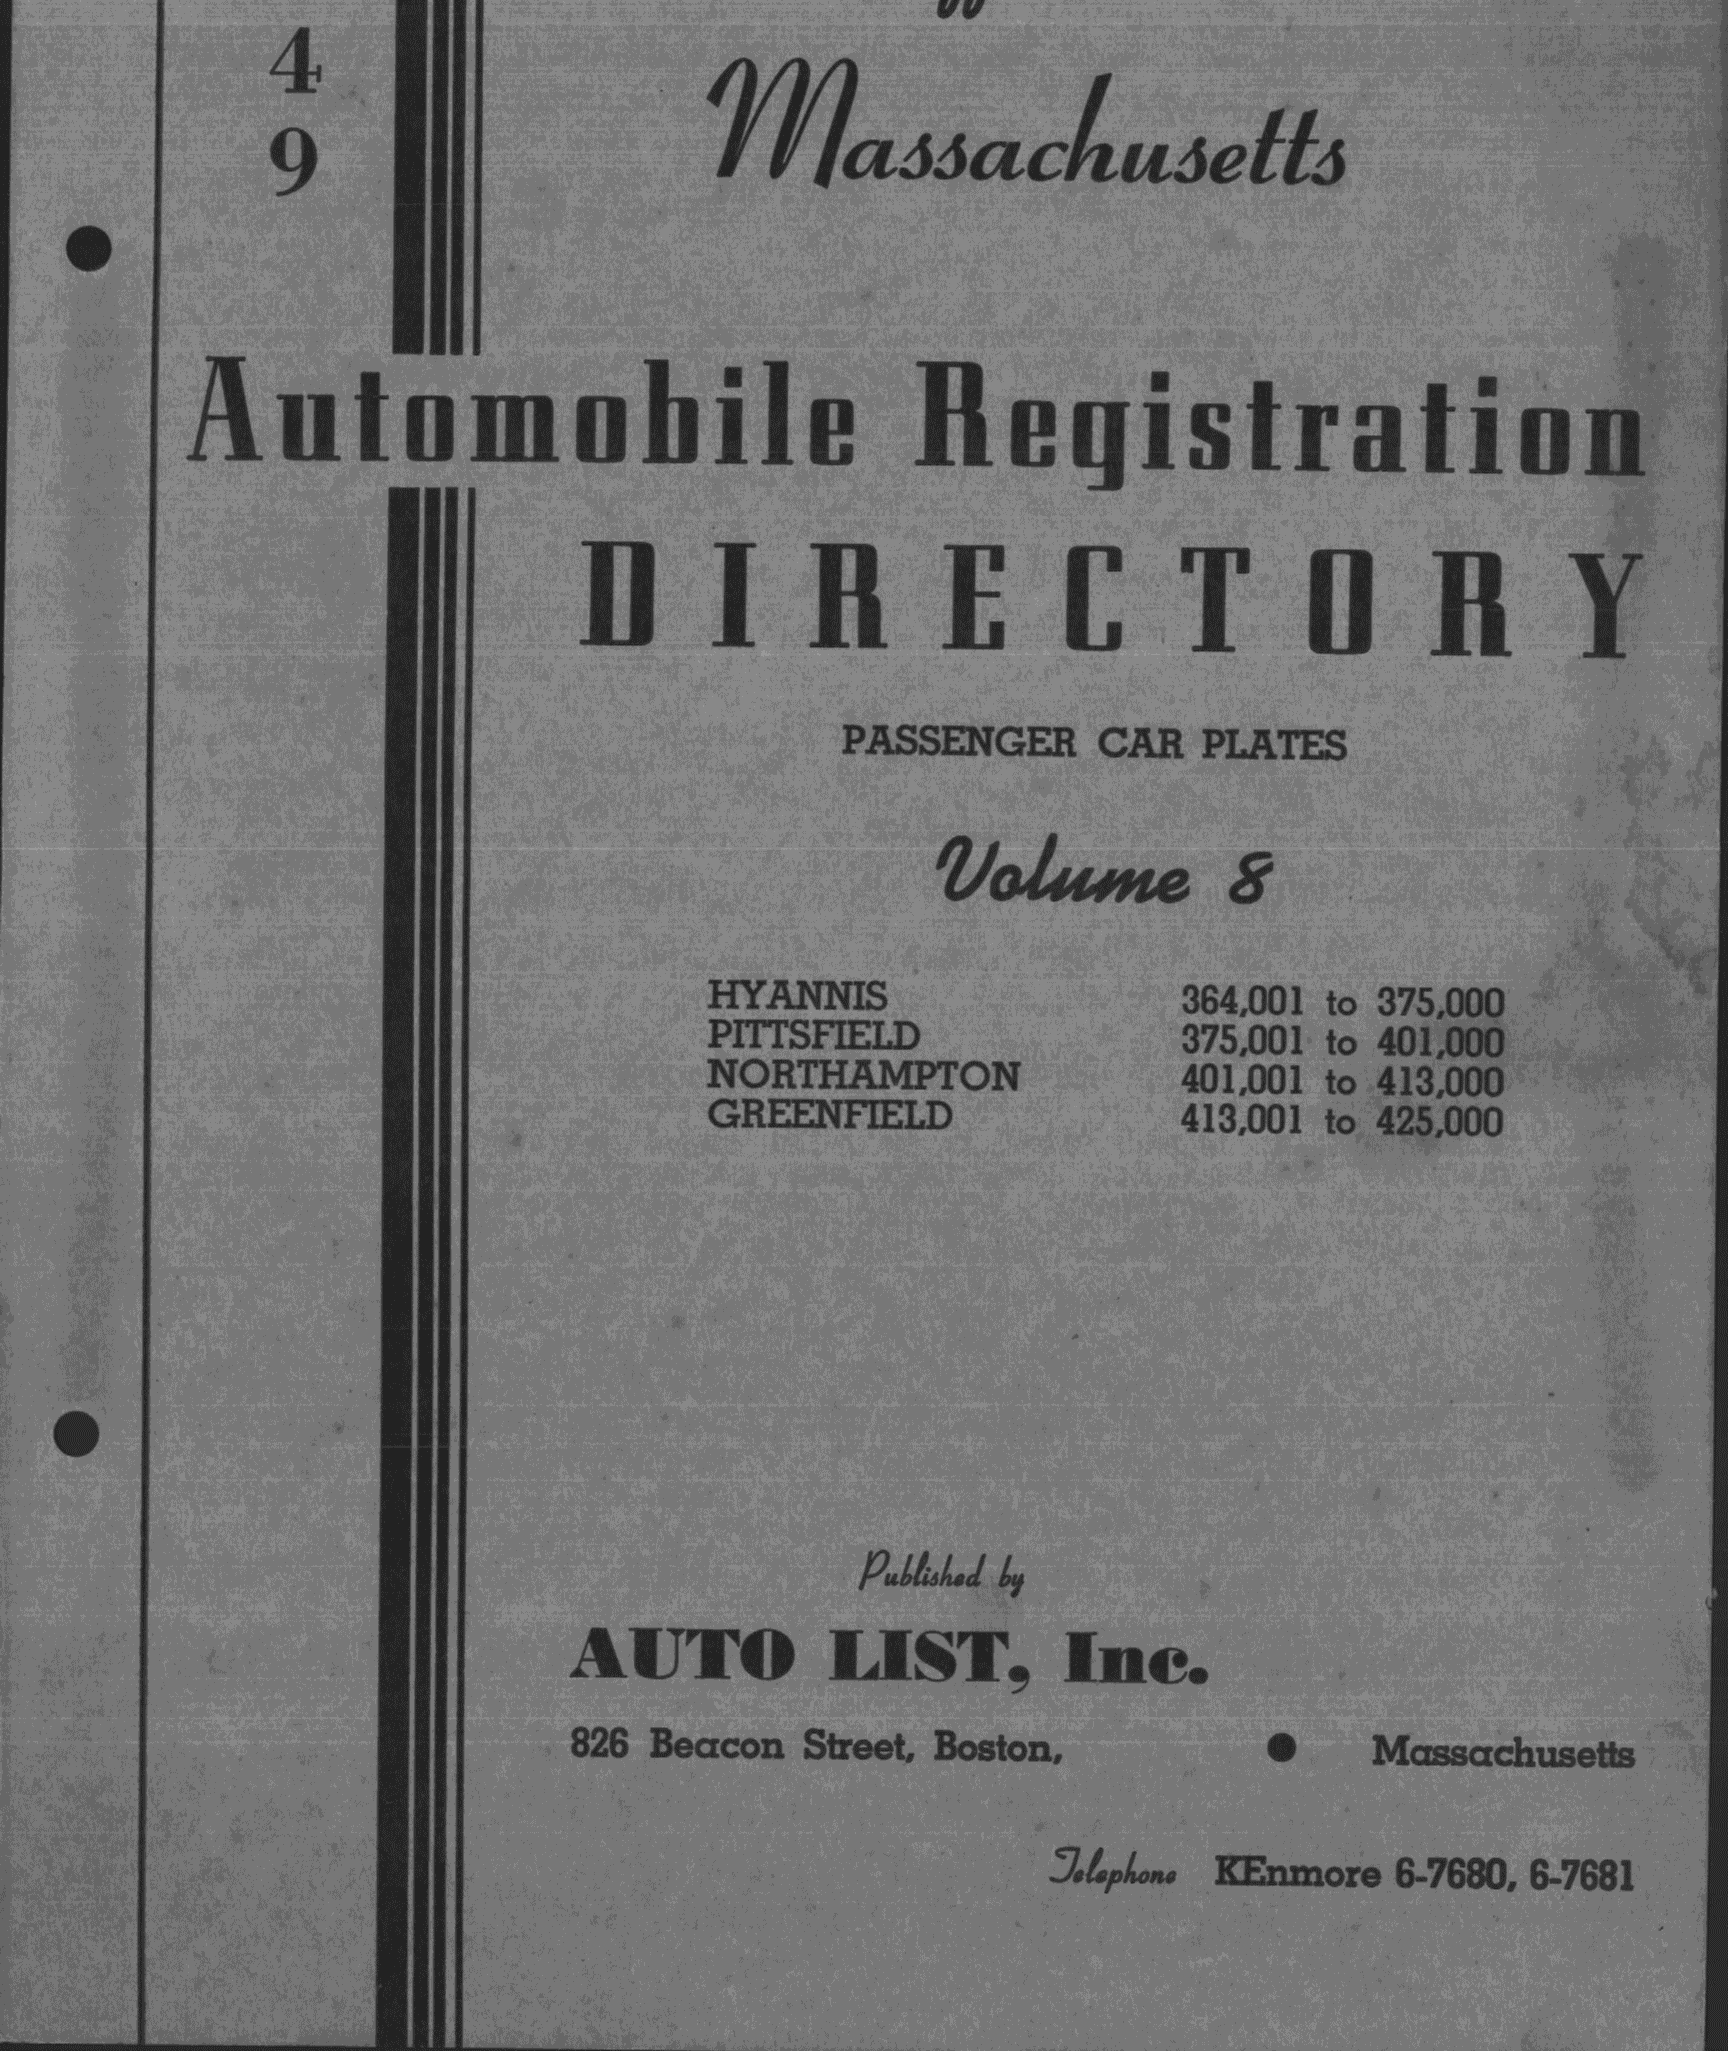 4
9
Massachusetts
Automobile Registration
DIRECTORY
PASSENGER CAR PLATES
Volume 8
HYANNIS 364,001 to 375,000
PITTSFIELD 375,001 to 401,000
NORTHAMPTON 401,001 to 413,000
GREENFIELD 413,001 to 425,000
Published by
AUTO LIST, Inc.
826 Beacon Street, Boston, ● Massachusetts
Telephone KEnmore 6-7680, 6-7681